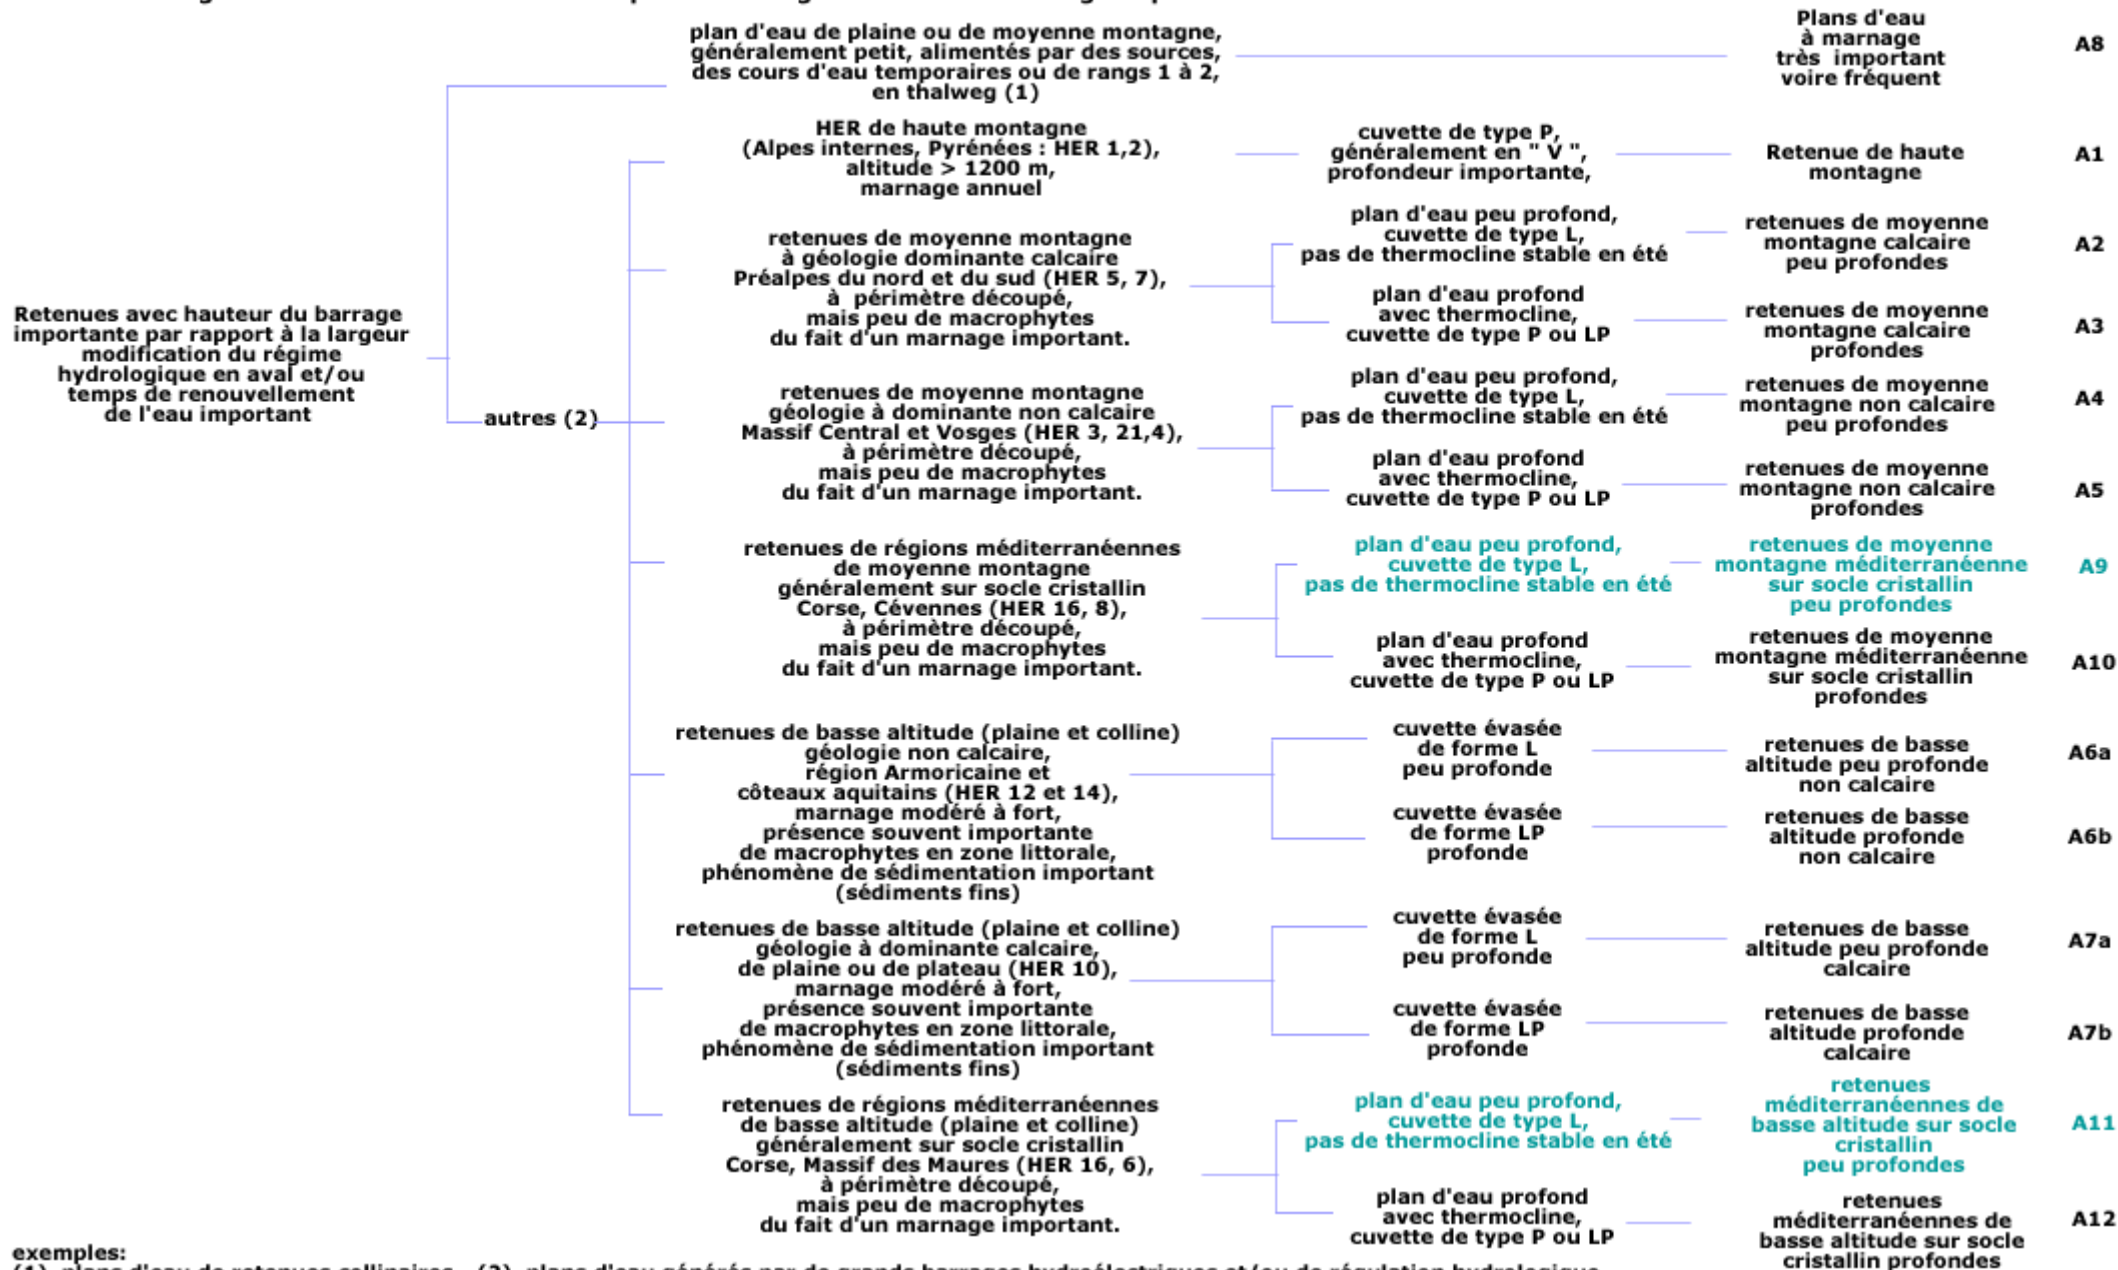 plan d'eau de plaine ou de moyenne montagne,
généralement petit, alimentés par des sources,
des cours d'eau temporaires ou de rangs 1 à 2,
en thalweg (1)
Plans d'eau
à marnage
très important
voire fréquent
A8
HER de haute montagne
(Alpes internes, Pyrénées : HER 1,2),
altitude > 1200 m,
marnage annuel
cuvette de type P,
généralement en " V ",
profondeur importante,
Retenue de haute
montagne
A1
Retenues avec hauteur du barrage
importante par rapport à la largeur
modification du régime
hydrologique en aval et/ou
temps de renouvellement
de l'eau important
autres (2)
retenues de moyenne montagne
à géologie dominante calcaire
Préalpes du nord et du sud (HER 5, 7),
à périmètre découpé,
mais peu de macrophytes
du fait d'un marnage important.
plan d'eau peu profond,
cuvette de type L,
pas de thermocline stable en été
retenues de moyenne
montagne calcaire
peu profondes
A2
plan d'eau profond
avec thermocline,
cuvette de type P ou LP
retenues de moyenne
montagne calcaire
profondes
A3
retenues de moyenne montagne
géologie à dominante non calcaire
Massif Central et Vosges (HER 3, 21,4),
à périmètre découpé,
mais peu de macrophytes
du fait d'un marnage important.
plan d'eau peu profond,
cuvette de type L,
pas de thermocline stable en été
retenues de moyenne
montagne non calcaire
peu profondes
A4
plan d'eau profond
avec thermocline,
cuvette de type P ou LP
retenues de moyenne
montagne non calcaire
profondes
A5
retenues de régions méditerranéennes
de moyenne montagne
généralement sur socle cristallin
Corse, Cévennes (HER 16, 8),
à périmètre découpé,
mais peu de macrophytes
du fait d'un marnage important.
plan d'eau peu profond,
cuvette de type L,
pas de thermocline stable en été
retenues de moyenne
montagne méditerranéenne
sur socle cristallin
peu profondes
A9
plan d'eau profond
avec thermocline,
cuvette de type P ou LP
retenues de moyenne
montagne méditerranéenne
sur socle cristallin
profondes
A10
retenues de basse altitude (plaine et colline)
géologie non calcaire,
région Armoricaine et
côteaux aquitains (HER 12 et 14),
marnage modéré à fort,
présence souvent importante
de macrophytes en zone littorale,
phénomène de sédimentation important
(sédiments fins)
cuvette évasée
de forme L
peu profonde
retenues de basse
altitude peu profonde
non calcaire
A6a
cuvette évasée
de forme LP
profonde
retenues de basse
altitude profonde
non calcaire
A6b
retenues de basse altitude (plaine et colline)
géologie à dominante calcaire,
de plaine ou de plateau (HER 10),
marnage modéré à fort,
présence souvent importante
de macrophytes en zone littorale,
phénomène de sédimentation important
(sédiments fins)
cuvette évasée
de forme L
peu profonde
retenues de basse
altitude peu profonde
calcaire
A7a
cuvette évasée
de forme LP
profonde
retenues de basse
altitude profonde
calcaire
A7b
retenues de régions méditerranéennes
de basse altitude (plaine et colline)
généralement sur socle cristallin
Corse, Massif des Maures (HER 16, 6),
à périmètre découpé,
mais peu de macrophytes
du fait d'un marnage important.
plan d'eau peu profond,
cuvette de type L,
pas de thermocline stable en été
retenues
méditerranéennes de
basse altitude sur socle
cristallin
peu profondes
A11
plan d'eau profond
avec thermocline,
cuvette de type P ou LP
retenues
méditerranéennes de
basse altitude sur socle
cristallin profondes
A12
exemples:
(1) plans d'eau de retenues collinaires (2) plans d'eau générés par de grands barrages hydroélectriques et/ou de régulation hydrologique